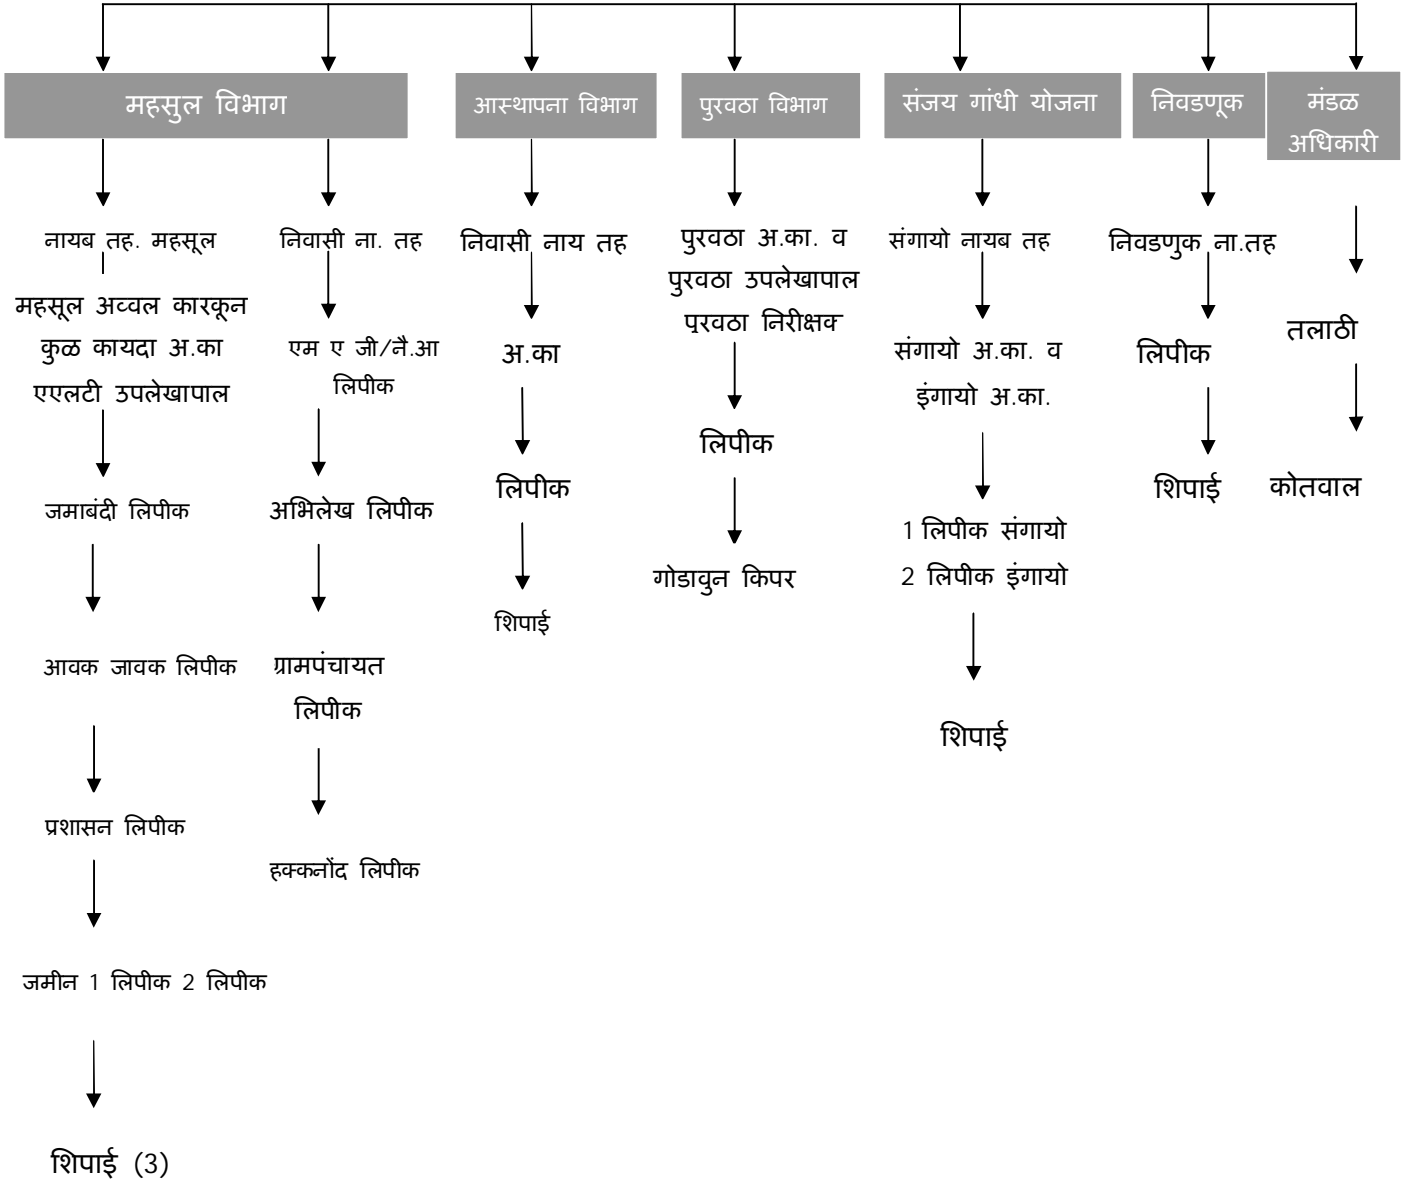 महसुल विभाग
आस्थापना विभाग
पुरवठा विभाग
संजय गांधी योजना
निवडणूक
मंडळ
अधिकारी
नायब तह. महसूल
महसूल अव्वल कारकून
कुळ कायदा अ.का
एएलटी उपलेखापाल
जमाबंदी लिपीक
आवक जावक लिपीक
प्रशासन लिपीक
जमीन 1 लिपीक 2 लिपीक
शिपाई (3)
निवासी ना. तह
एम ए जी/नै.आ
लिपीक
अभिलेख लिपीक
ग्रामपंचायत
लिपीक
हक्कनोंद लिपीक
निवासी नाय तह
अ.का
लिपीक
शिपाई
पुरवठा अ.का. व
पुरवठा उपलेखापाल
पुरवठा निरीक्षक
लिपीक
गोडावुन किपर
संगायो नायब तह
संगायो अ.का. व
इंगायो अ.का.
1 लिपीक संगायो
2 लिपीक इंगायो
शिपाई
निवडणुक ना.तह
लिपीक
शिपाई
तलाठी
कोतवाल